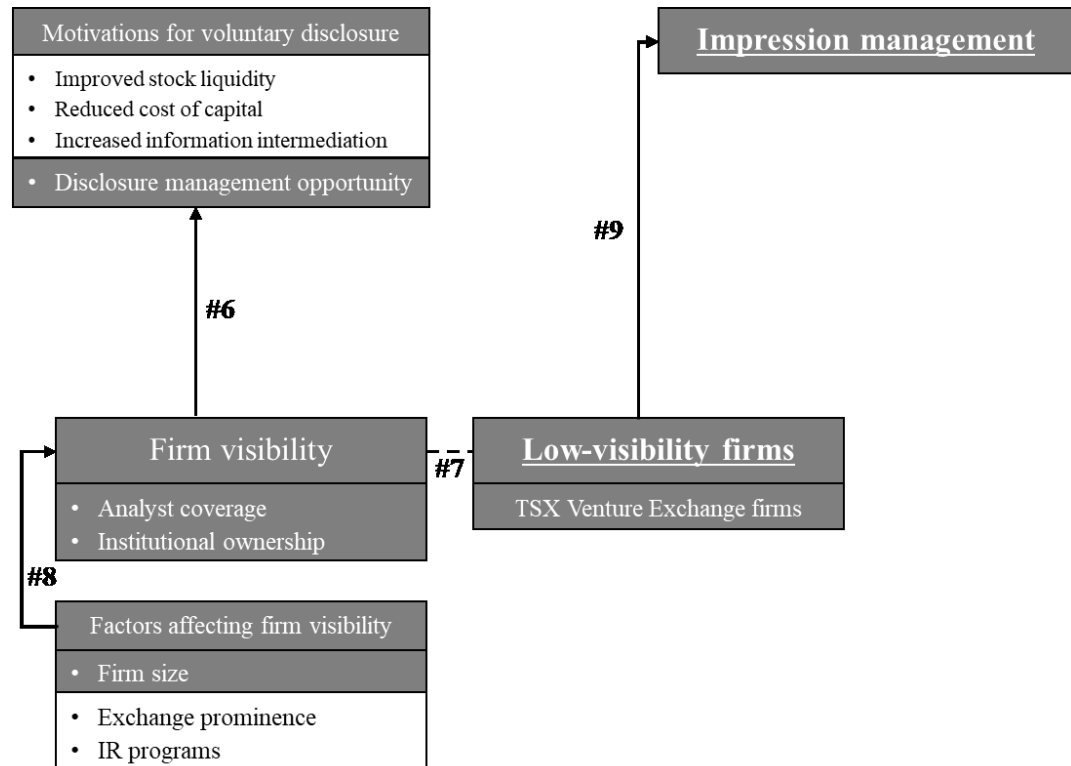 Motivations for voluntary disclosure
• Improved stock liquidity
• Reduced cost of capital
• Increased information intermediation
• Disclosure management opportunity
Impression management
#9
#6
Firm visibility
• Analyst coverage
• Institutional ownership
#7
Low-visibility firms
TSX Venture Exchange firms
#8
Factors affecting firm visibility
• Firm size
• Exchange prominence
• IR programs